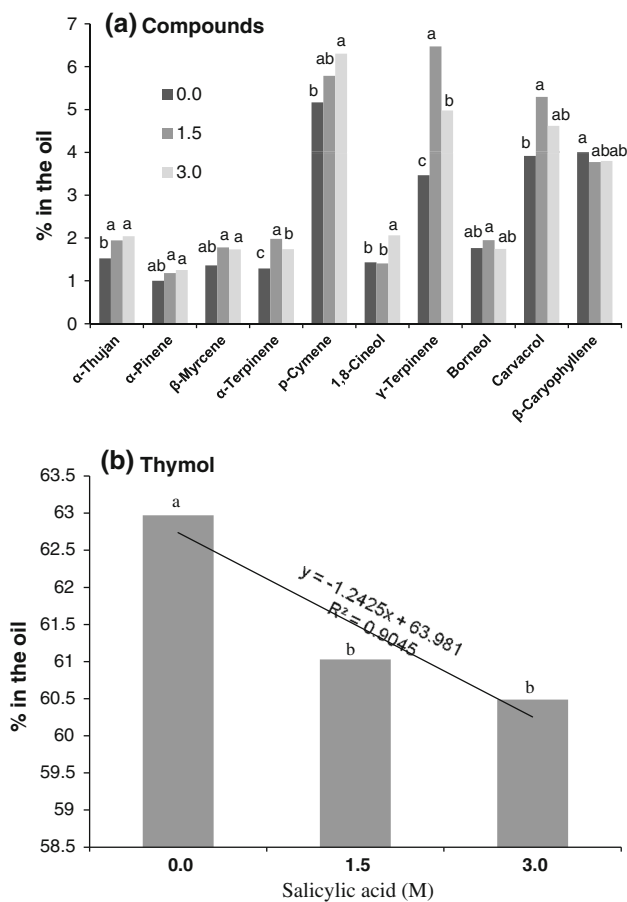 (a) Compounds
7
6
5
4
3
2
1
0
% in the oil
0.0
1.5
3.0
b a a
ab a a
ab a a
c a b
b ab a
b b a
c a b
ab a ab
b a ab
a ab ab
α-Thujan
α-Pinene
β-Myrcene
α-Terpinene
p-Cymene
1,8-Cineol
γ-Terpinene
Borneol
Carvacrol
β-Caryophyllene
(b) Thymol
63.5
63
62.5
62
61.5
61
60.5
60
59.5
59
58.5
% in the oil
a
y = -1.2425x + 63.981
R² = 0.9045
b
b
0.0 1.5 3.0
Salicylic acid (M)